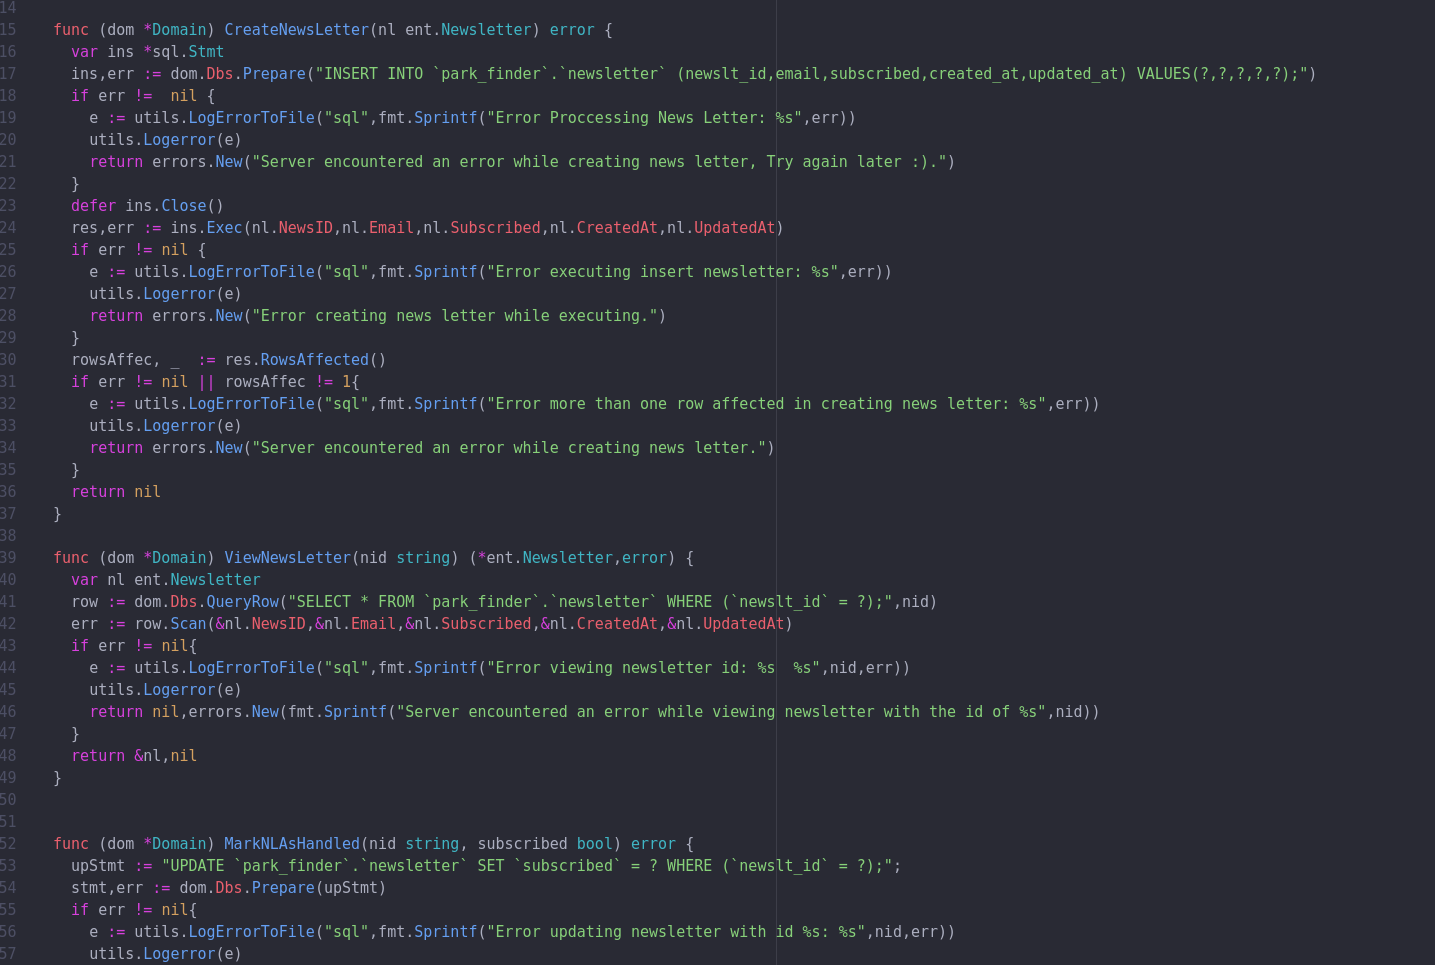 14
15 func (dom *Domain) CreateNewsLetter(nl ent.Newsletter) error {
16 var ins *sql.Stmt
17 ins,err := dom.Dbs.Prepare("INSERT INTO `park_finder`.`newsletter` (newslt_id,email,subscribed,created_at,updated_at) VALUES(?,?,?,?,?);")
18 if err !=  nil {
19 e := utils.LogErrorToFile("sql",fmt.Sprintf("Error Proccessing News Letter: %s",err))
20 utils.Logerror(e)
21 return errors.New("Server encountered an error while creating news letter, Try again later :).")
22 }
23 defer ins.Close()
24 res,err := ins.Exec(nl.NewsID,nl.Email,nl.Subscribed,nl.CreatedAt,nl.UpdatedAt)
25 if err != nil {
26 e := utils.LogErrorToFile("sql",fmt.Sprintf("Error executing insert newsletter: %s",err))
27 utils.Logerror(e)
28 return errors.New("Error creating news letter while executing.")
29 }
30 rowsAffec, _  := res.RowsAffected()
31 if err != nil || rowsAffec != 1{
32 e := utils.LogErrorToFile("sql",fmt.Sprintf("Error more than one row affected in creating news letter: %s",err))
33 utils.Logerror(e)
34 return errors.New("Server encountered an error while creating news letter.")
35 }
36 return nil
37 }
38
39 func (dom *Domain) ViewNewsLetter(nid string) (*ent.Newsletter,error) {
40 var nl ent.Newsletter
41 row := dom.Dbs.QueryRow("SELECT * FROM `park_finder`.`newsletter` WHERE (`newslt_id` = ?);",nid)
42 err := row.Scan(&nl.NewsID,&nl.Email,&nl.Subscribed,&nl.CreatedAt,&nl.UpdatedAt)
43 if err != nil{
44 e := utils.LogErrorToFile("sql",fmt.Sprintf("Error viewing newsletter id: %s  %s",nid,err))
45 utils.Logerror(e)
46 return nil,errors.New(fmt.Sprintf("Server encountered an error while viewing newsletter with the id of %s",nid))
47 }
48 return &nl,nil
49 }
50
51
52 func (dom *Domain) MarkNLAsHandled(nid string, subscribed bool) error {
53 upStmt := "UPDATE `park_finder`.`newsletter` SET `subscribed` = ? WHERE (`newslt_id` = ?);";
54 stmt,err := dom.Dbs.Prepare(upStmt)
55 if err != nil{
56 e := utils.LogErrorToFile("sql",fmt.Sprintf("Error updating newsletter with id %s: %s",nid,err))
57 utils.Logerror(e)